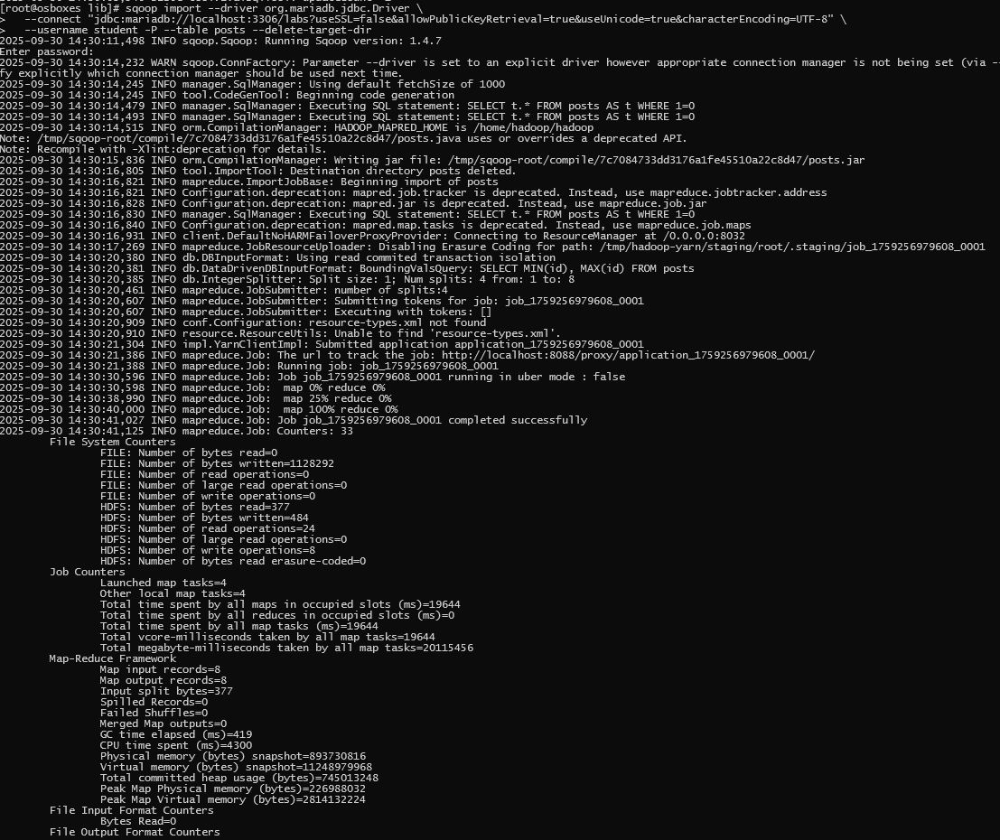 [root@osboxes lib]# sqoop import --driver org.mariadb.jdbc.Driver \
>   --connect "jdbc:mariadb://localhost:3306/labs?useSSL=false&allowPublicKeyRetrieval=true&useUnicode=true&characterEncoding=UTF-8" \
>   --username student -P --table posts --delete-target-dir
2025-09-30 14:30:11,498 INFO sqoop.Sqoop: Running Sqoop version: 1.4.7
Enter password:
2025-09-30 14:30:14,232 WARN sqoop.ConnFactory: Parameter --driver is set to an explicit driver however appropriate connection manager is not being set (via --
fy explicitly which connection manager should be used next time.
2025-09-30 14:30:14,245 INFO manager.SqlManager: Using default fetchSize of 1000
2025-09-30 14:30:14,245 INFO tool.CodeGenTool: Beginning code generation
2025-09-30 14:30:14,479 INFO manager.SqlManager: Executing SQL statement: SELECT t.* FROM posts AS t WHERE 1=0
2025-09-30 14:30:14,493 INFO manager.SqlManager: Executing SQL statement: SELECT t.* FROM posts AS t WHERE 1=0
2025-09-30 14:30:14,515 INFO orm.CompilationManager: HADOOP_MAPRED_HOME is /home/hadoop/hadoop
Note: /tmp/sqoop-root/compile/7c7084733dd3176a1fe45510a22c8d47/posts.java uses or overrides a deprecated API.
Note: Recompile with -Xlint:deprecation for details.
2025-09-30 14:30:15,836 INFO orm.CompilationManager: Writing jar file: /tmp/sqoop-root/compile/7c7084733dd3176a1fe45510a22c8d47/posts.jar
2025-09-30 14:30:16,805 INFO tool.ImportTool: Destination directory posts deleted.
2025-09-30 14:30:16,821 INFO mapreduce.ImportJobBase: Beginning import of posts
2025-09-30 14:30:16,821 INFO Configuration.deprecation: mapred.job.tracker is deprecated. Instead, use mapreduce.jobtracker.address
2025-09-30 14:30:16,828 INFO Configuration.deprecation: mapred.jar is deprecated. Instead, use mapreduce.job.jar
2025-09-30 14:30:16,830 INFO manager.SqlManager: Executing SQL statement: SELECT t.* FROM posts AS t WHERE 1=0
2025-09-30 14:30:16,840 INFO Configuration.deprecation: mapred.map.tasks is deprecated. Instead, use mapreduce.job.maps
2025-09-30 14:30:16,931 INFO client.DefaultNoHARMFailoverProxyProvider: Connecting to ResourceManager at /0.0.0.0:8032
2025-09-30 14:30:17,269 INFO mapreduce.JobResourceUploader: Disabling Erasure Coding for path: /tmp/hadoop-yarn/staging/root/.staging/job_1759256979608_0001
2025-09-30 14:30:20,380 INFO db.DBInputFormat: Using read commited transaction isolation
2025-09-30 14:30:20,381 INFO db.DataDrivenDBInputFormat: BoundingValsQuery: SELECT MIN(id), MAX(id) FROM posts
2025-09-30 14:30:20,385 INFO db.IntegerSplitter: Split size: 1; Num splits: 4 from: 1 to: 8
2025-09-30 14:30:20,461 INFO mapreduce.JobSubmitter: number of splits:4
2025-09-30 14:30:20,607 INFO mapreduce.JobSubmitter: Submitting tokens for job: job_1759256979608_0001
2025-09-30 14:30:20,607 INFO mapreduce.JobSubmitter: Executing with tokens: []
2025-09-30 14:30:20,909 INFO conf.Configuration: resource-types.xml not found
2025-09-30 14:30:20,910 INFO resource.ResourceUtils: Unable to find 'resource-types.xml'.
2025-09-30 14:30:21,304 INFO impl.YarnClientImpl: Submitted application application_1759256979608_0001
2025-09-30 14:30:21,386 INFO mapreduce.Job: The url to track the job: http://localhost:8088/proxy/application_1759256979608_0001/
2025-09-30 14:30:21,388 INFO mapreduce.Job: Running job: job_1759256979608_0001
2025-09-30 14:30:30,596 INFO mapreduce.Job: Job job_1759256979608_0001 running in uber mode : false
2025-09-30 14:30:30,598 INFO mapreduce.Job:  map 0% reduce 0%
2025-09-30 14:30:38,990 INFO mapreduce.Job:  map 25% reduce 0%
2025-09-30 14:30:40,000 INFO mapreduce.Job:  map 100% reduce 0%
2025-09-30 14:30:41,027 INFO mapreduce.Job: Job job_1759256979608_0001 completed successfully
2025-09-30 14:30:41,125 INFO mapreduce.Job: Counters: 33
File System Counters
FILE: Number of bytes read=0
FILE: Number of bytes written=1128292
FILE: Number of read operations=0
FILE: Number of large read operations=0
FILE: Number of write operations=0
HDFS: Number of bytes read=377
HDFS: Number of bytes written=484
HDFS: Number of read operations=24
HDFS: Number of large read operations=0
HDFS: Number of write operations=8
HDFS: Number of bytes read erasure-coded=0
Job Counters
Launched map tasks=4
Other local map tasks=4
Total time spent by all maps in occupied slots (ms)=19644
Total time spent by all reduces in occupied slots (ms)=0
Total time spent by all map tasks (ms)=19644
Total vcore-milliseconds taken by all map tasks=19644
Total megabyte-milliseconds taken by all map tasks=20115456
Map-Reduce Framework
Map input records=8
Map output records=8
Input split bytes=377
Spilled Records=0
Failed Shuffles=0
Merged Map outputs=0
GC time elapsed (ms)=419
CPU time spent (ms)=4300
Physical memory (bytes) snapshot=893730816
Virtual memory (bytes) snapshot=11248979968
Total committed heap usage (bytes)=745013248
Peak Map Physical memory (bytes)=226988032
Peak Map Virtual memory (bytes)=2814132224
File Input Format Counters
Bytes Read=0
File Output Format Counters